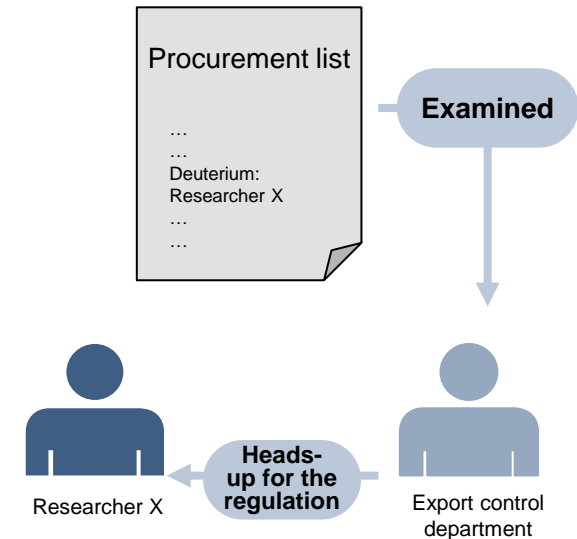 Procurement list
Examined
…
…
Deuterium:
Researcher X
…
…
Heads-
up for the
regulation
Researcher X
Export control
department